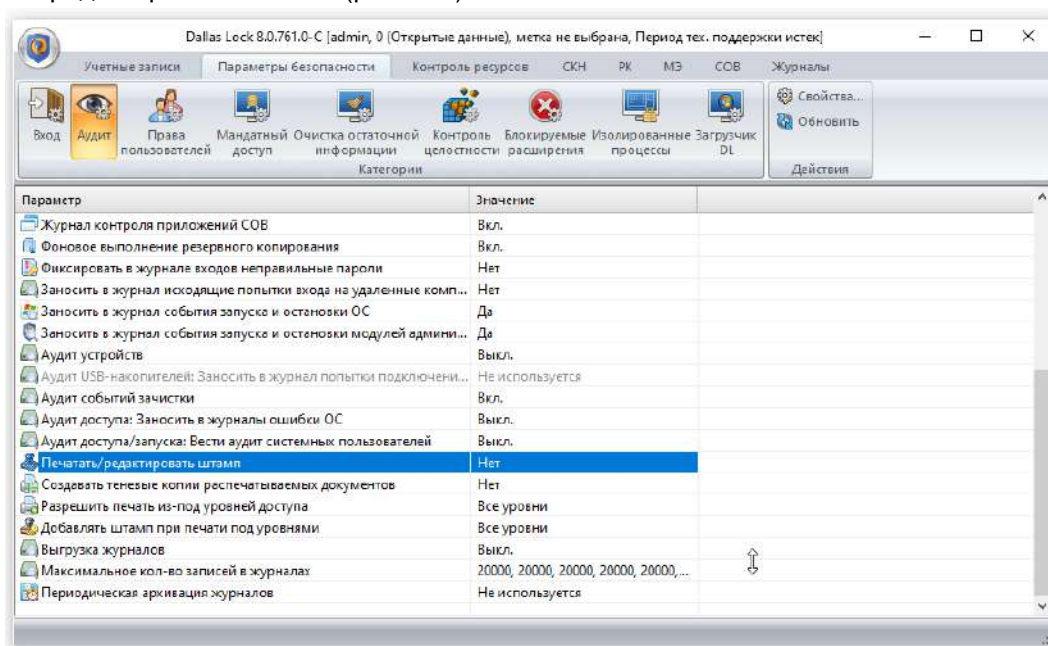 Dallas Lock 8.0.761.0-C [admin, 0 (Открытые данные), метка не выбрана, Период тех. поддержки истек]
Учетные записи Параметры безопасности Контроль ресурсов СКН РК МЭ СОВ Журналы
Вход Аудит Права пользователей Мандатный доступ Очистка остаточной информации Контроль целостности Блокируемые расширения Изолированные процессы Загрузчик DL
Категории
Свойства...
Обновить
Действия
Параметр Значение
Журнал контроля приложений СОВ Вкл.
Фоновое выполнение резервного копирования Вкл.
Фиксировать в журнале входов неправильные пароли Нет
Заносить в журнал исходящие попытки входа на удаленные комп... Нет
Заносить в журнал события запуска и остановки ОС Да
Заносить в журнал события запуска и остановки модулей админи... Да
Аудит устройств Выкл.
Аудит USB-накопителей: Заносить в журнал попытки подключени... Не используется
Аудит событий зачистки Вкл.
Аудит доступа: Заносить в журналы ошибки ОС Выкл.
Аудит доступа/запуска: Вести аудит системных пользователей Выкл.
Печатать/редактировать штамп Нет
Создавать теневые копии распечатываемых документов Нет
Разрешить печать из-под уровней доступа Все уровни
Добавлять штамп при печати под уровнями Все уровни
Выгрузка журналов Выкл.
Максимальное кол-во записей в журналах 20000, 20000, 20000, 20000, 20000,...
Периодическая архивация журналов Не используется